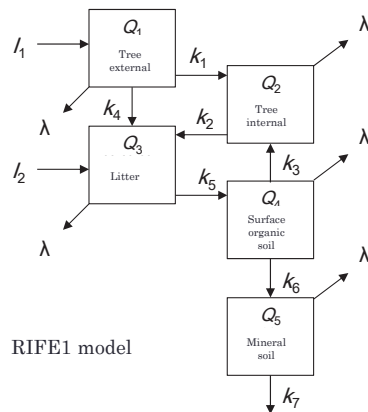 Q1
Tree
external
I1
k1
λ
k4
Q2
Tree
internal
λ
k2
Q3
Litter
I2
k5
λ
k3
Q4
Surface
organic
soil
λ
k6
Q5
Mineral
soil
λ
k7
RIFE1 model